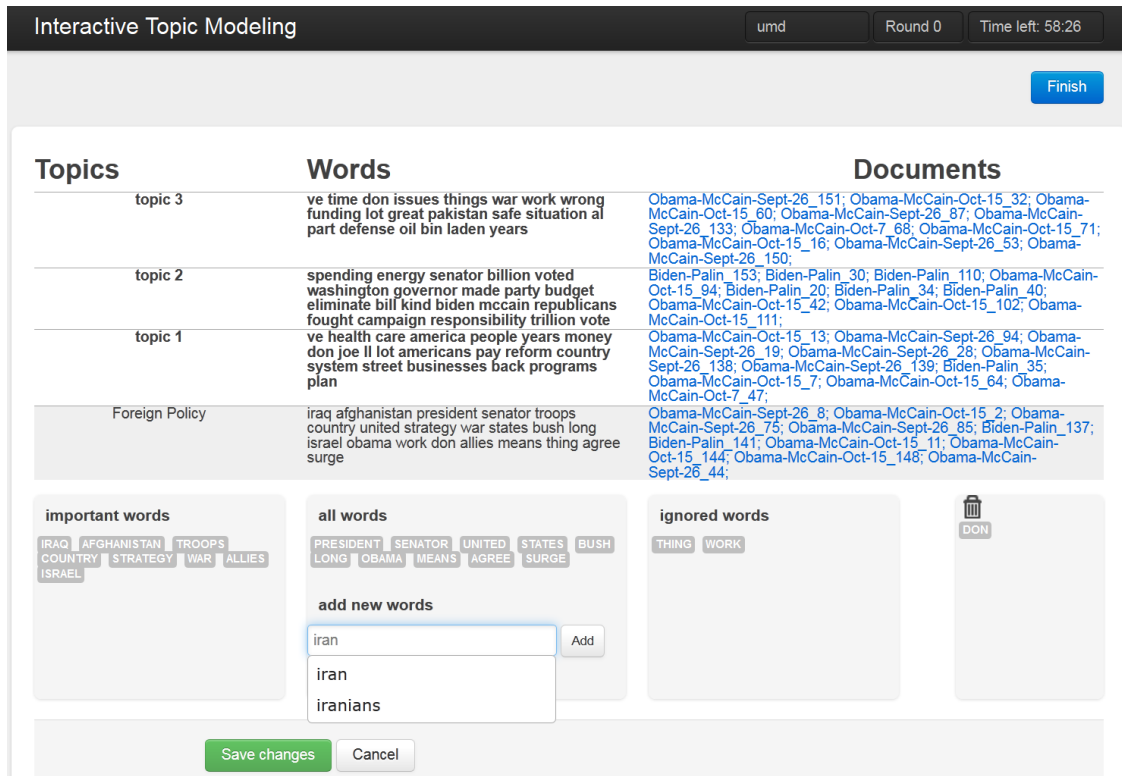 Interactive Topic Modeling
umd
Round 0
Time left: 58:26
Finish
Topics
Words
Documents
topic 3
ve time don issues things war work wrong
funding lot great pakistan safe situation al
part defense oil bin laden years
Obama-McCain-Sept-26_151; Obama-McCain-Oct-15_32; Obama-
McCain-Oct-15_60; Obama-McCain-Sept-26_87; Obama-McCain-
Sept-26_133; Obama-McCain-Oct-7_68; Obama-McCain-Oct-15_71;
Obama-McCain-Oct-15_16; Obama-McCain-Sept-26_53; Obama-
McCain-Sept-26_150;
topic 2
spending energy senator billion voted
washington governor made party budget
eliminate bill kind biden mccain republicans
fought campaign responsibility trillion vote
Biden-Palin_153; Biden-Palin_30; Biden-Palin_110; Obama-McCain-
Oct-15_94; Biden-Palin_20; Biden-Palin_34; Biden-Palin_40;
Obama-McCain-Oct-15_42; Obama-McCain-Oct-15_102; Obama-
McCain-Oct-15_111;
topic 1
ve health care america people years money
don joe ll lot americans pay reform country
system street businesses back programs
plan
Obama-McCain-Oct-15_13; Obama-McCain-Sept-26_94; Obama-
McCain-Sept-26_19; Obama-McCain-Sept-26_28; Obama-McCain-
Sept-26_138; Obama-McCain-Sept-26_139; Biden-Palin_35;
Obama-McCain-Oct-15_7; Obama-McCain-Oct-15_64; Obama-
McCain-Oct-7_47;
Foreign Policy
iraq afghanistan president senator troops
country united strategy war states bush long
israel obama work don allies means thing agree
surge
Obama-McCain-Sept-26_8; Obama-McCain-Oct-15_2; Obama-
McCain-Sept-26_75; Obama-McCain-Sept-26_85; Biden-Palin_137;
Biden-Palin_141; Obama-McCain-Oct-15_11; Obama-McCain-
Oct-15_144; Obama-McCain-Oct-15_148; Obama-McCain-
Sept-26_44;
important words
IRAQ AFGHANISTAN TROOPS
COUNTRY STRATEGY WAR ALLIES
ISRAEL
all words
PRESIDENT SENATOR UNITED STATES BUSH
LONG OBAMA MEANS AGREE SURGE
add new words
iran
Add
iran
iranians
ignored words
THING WORK
DON
Save changes
Cancel